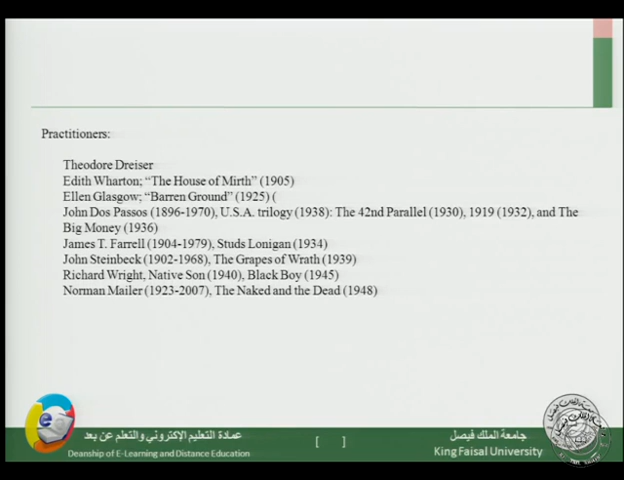 Practitioners:
Theodore Dreiser
Edith Wharton; “The House of Mirth” (1905)
Ellen Glasgow; “Barren Ground” (1925) (
John Dos Passos (1896-1970), U.S.A. trilogy (1938): The 42nd Parallel (1930), 1919 (1932), and The
Big Money (1936)
James T. Farrell (1904-1979), Studs Lonigan (1934)
John Steinbeck (1902-1968), The Grapes of Wrath (1939)
Richard Wright, Native Son (1940), Black Boy (1945)
Norman Mailer (1923-2007), The Naked and the Dead (1948)
عمادة التعليم الإلكتروني والتعلم عن بعد
Deanship of E-Learning and Distance Education
[ ]
جامعة الملك فيصل
King Faisal University